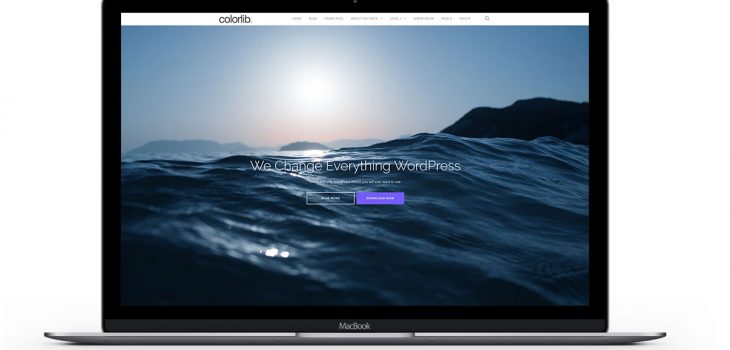 colorlib.
HOME BLOG FRONT PAGE ABOUT THE TESTS LEVEL 1 LOREM IPSUM PAGE A PAGE B
We Change Everything WordPress
READ MORE DOWNLOAD NOW
MacBook